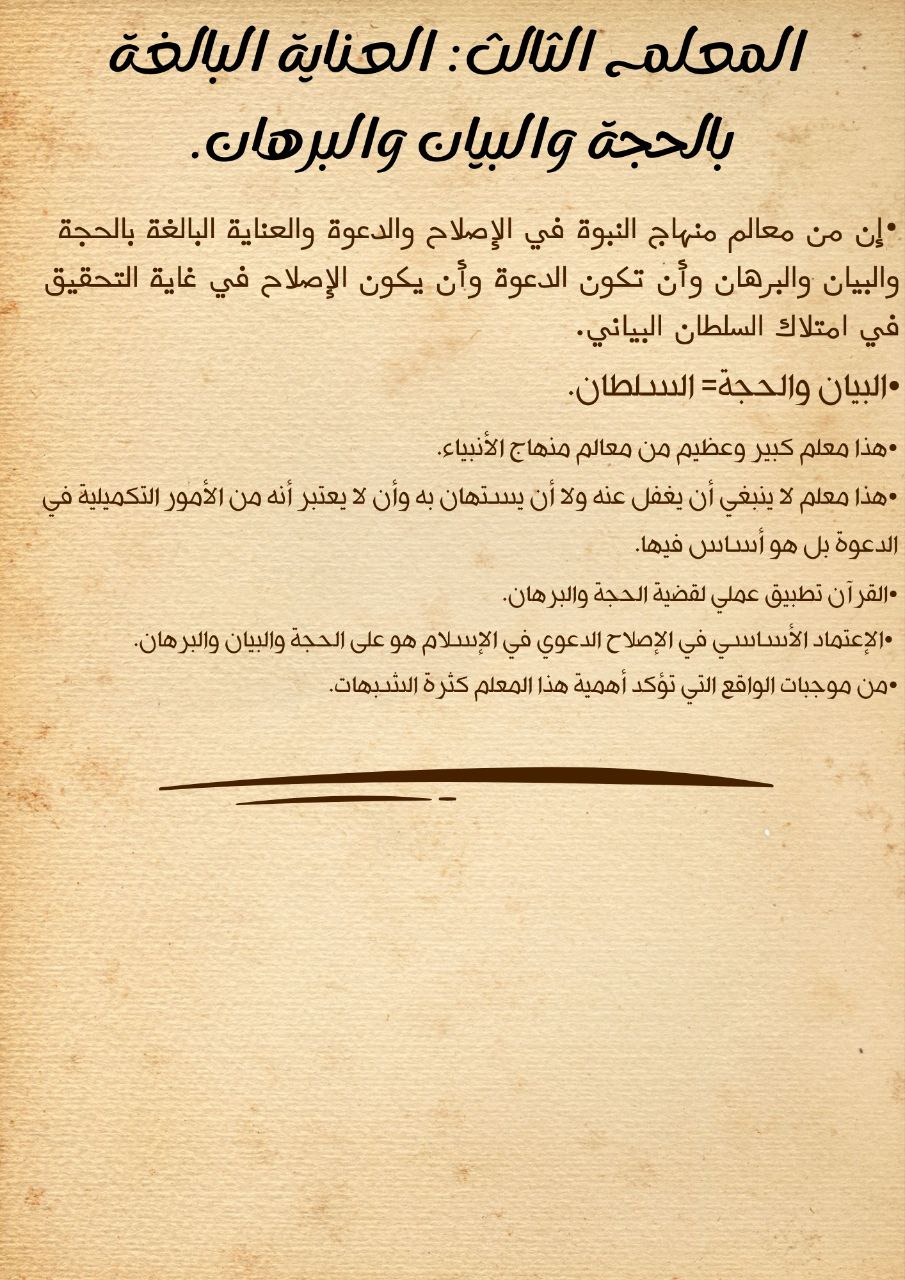 المعلم الثالث: العناية البالغة
بالحجة والبيان والبرهان.
•إن من معالم منهاج النبوة في الإصلاح والدعوة والعناية البالغة بالحجة
والبيان والبرهان وأن تكون الدعوة وأن يكون الإصلاح في غاية التحقيق
في امتلاك السلطان البياني.
•البيان والحجة= السلطان.
•هذا معلم كبير وعظيم من معالم منهاج الأنبياء.
•هذا معلم لا ينبغي أن يغفل عنه ولا أن يستهان به وأن لا يعتبر أنه من الأمور التكميلية في
الدعوة بل هو أساس فيها.
•القرآن تطبيق عملي لقضية الحجة والبرهان.
•الإعتماد الأساسي في الإصلاح الدعوي في الإسلام هو على الحجة والبيان والبرهان.
•من موجبات الواقع التي تؤكد أهمية هذا المعلم كثرة الشبهات.